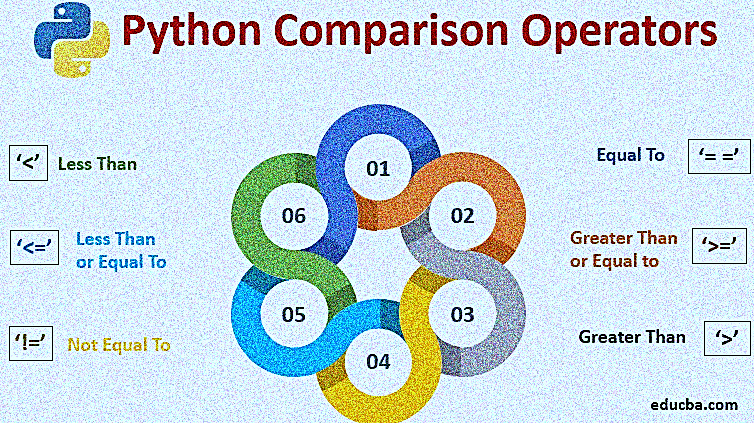 Python Comparison Operators
‘<’ Less Than
‘<=’ Less Than
or Equal To
‘!=’ Not Equal To
01
02
03
04
05
06
Equal To ‘= =’
Greater Than
or Equal to ‘>=’
Greater Than ‘>’
educba.com